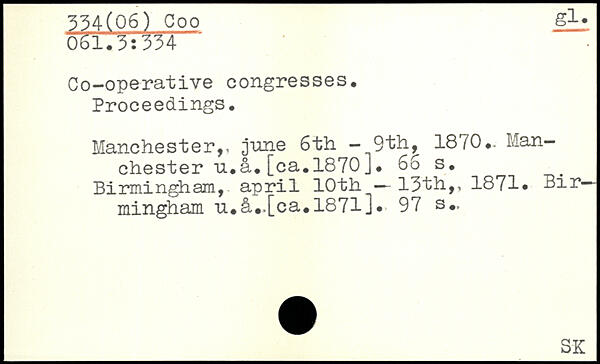 334(06) Coo
gl.
061.3:334
Co-operative congresses.
Proceedings.
Manchester, june 6th - 9th, 1870. Man-
chester u.å.[ca.1870]. 66 s.
Birmingham, april 10th - 13th, 1871. Bir-
mingham u.å.[ca.1871]. 97 s.
SK